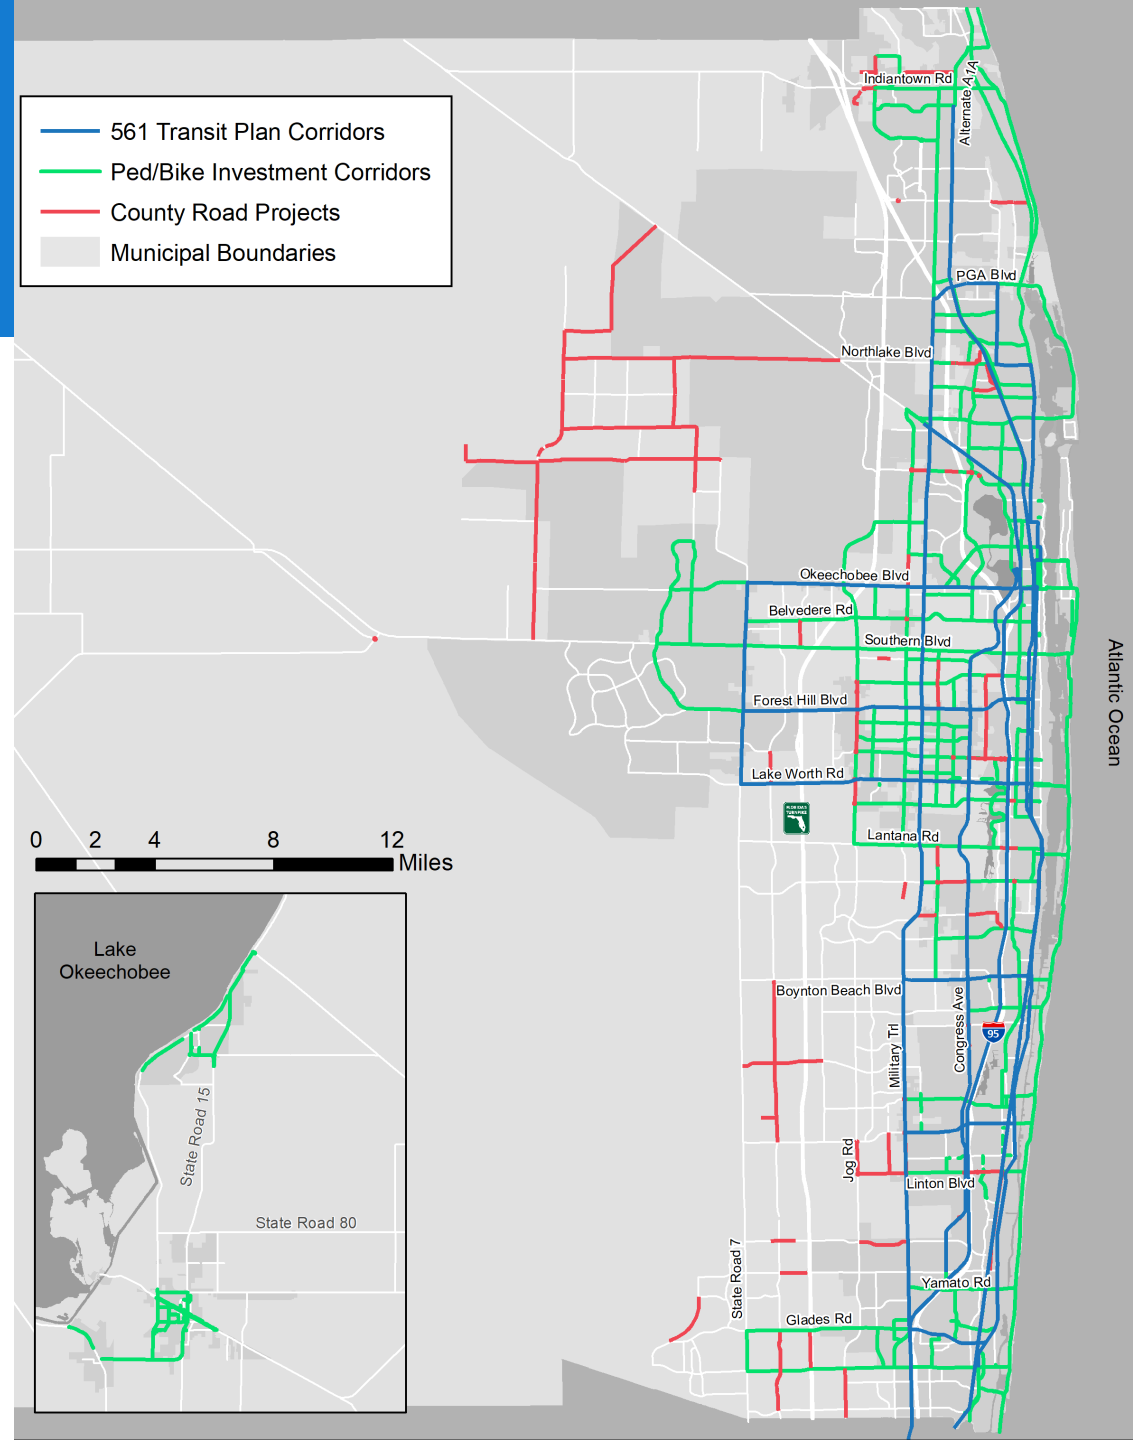 Indiantown Rd
Alternate A1A
561 Transit Plan Corridors
Ped/Bike Investment Corridors
County Road Projects
Municipal Boundaries
PGA Blvd
Northlake Blvd
Okeechobee Blvd
Belvedere Rd
Southern Blvd
Atlantic Ocean
Forest Hill Blvd
Lake Worth Rd
FLORIDA'S
TURNPIKE
Lantana Rd
0 2 4 8 12
Miles
Lake
Okeechobee
Boynton Beach Blvd
Congress Ave
Military Trl
95
State Road 15
Jog Rd
Linton Blvd
State Road 80
State Road 7
Yamato Rd
Glades Rd